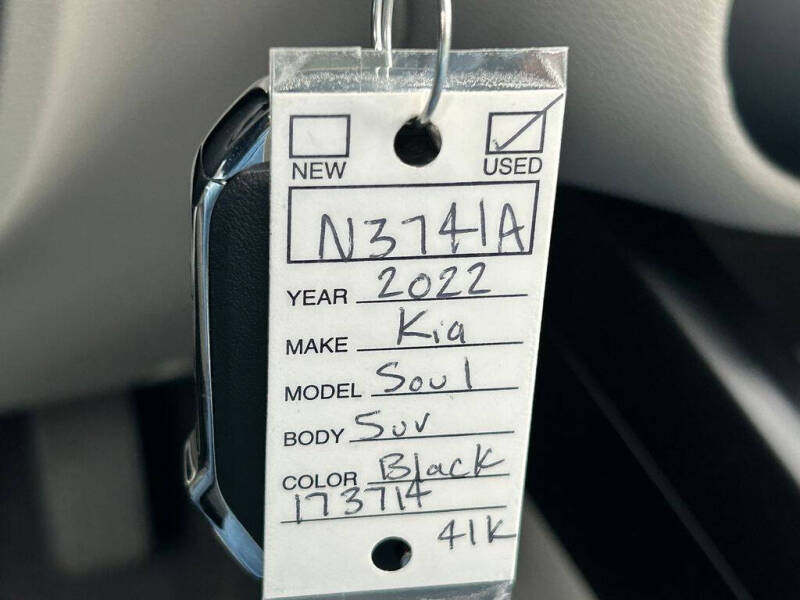 NEW USED
N3741A
YEAR 2022
MAKE Kia
MODEL Soul
BODY Suv
COLOR Black
173714
41K